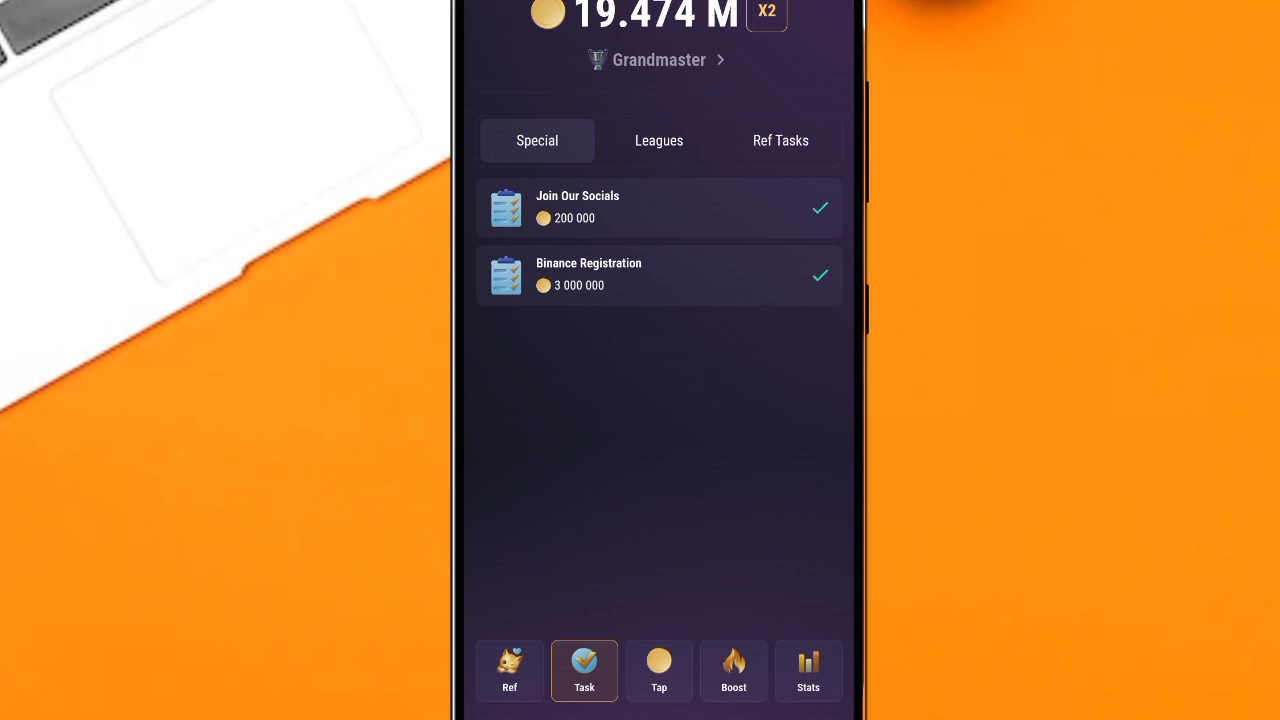 19.474 M X2
Grandmaster
Special Leagues Ref Tasks
Join Our Socials
200 000
Binance Registration
3 000 000
Ref Task Tap Boost Stats